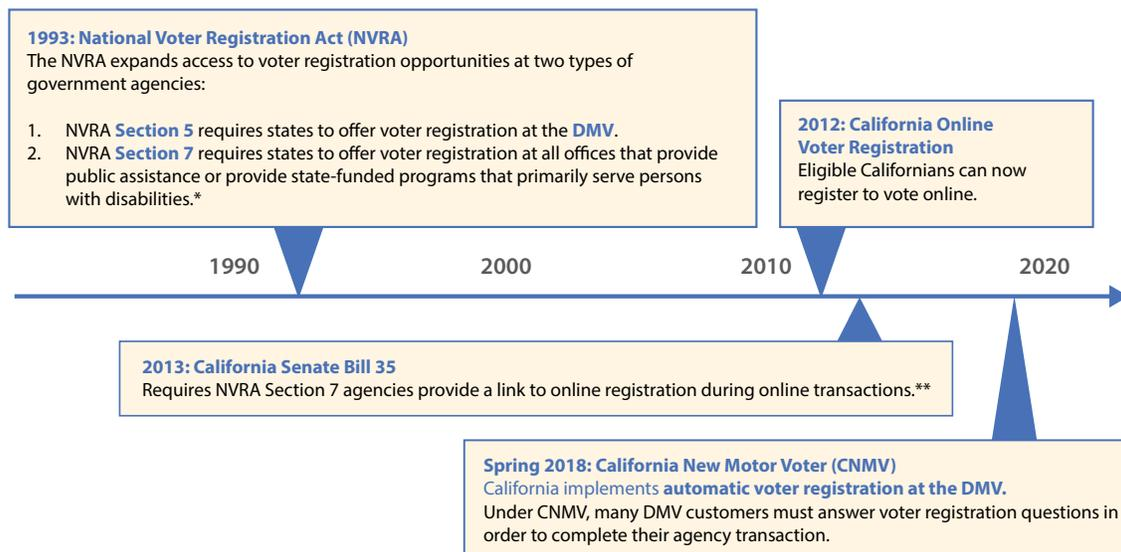 1993: National Voter Registration Act (NVRA)
The NVRA expands access to voter registration opportunities at two types of
government agencies:
1. NVRA Section 5 requires states to offer voter registration at the DMV.
2. NVRA Section 7 requires states to offer voter registration at all offices that provide
public assistance or provide state-funded programs that primarily serve persons
with disabilities.*
2012: California Online
Voter Registration
Eligible Californians can now
register to vote online.
1990 2000 2010 2020
2013: California Senate Bill 35
Requires NVRA Section 7 agencies provide a link to online registration during online transactions.**
Spring 2018: California New Motor Voter (CNMV)
California implements automatic voter registration at the DMV.
Under CNMV, many DMV customers must answer voter registration questions in
order to complete their agency transaction.